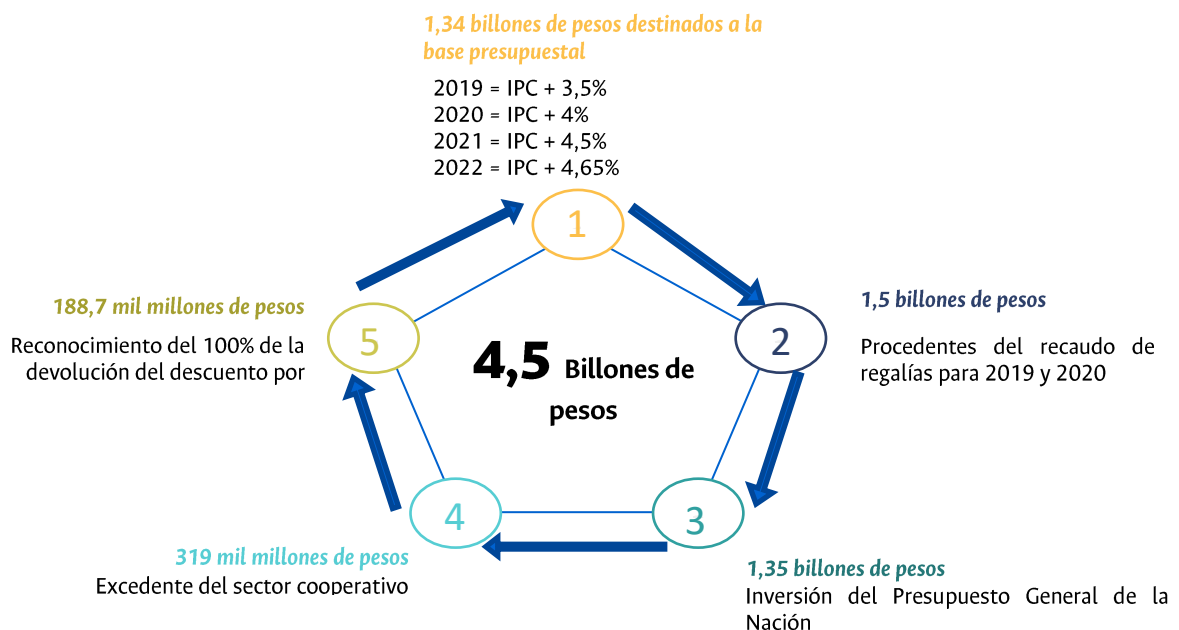 1,34 billones de pesos destinados a la
base presupuestal
2019 = IPC + 3,5%
2020 = IPC + 4%
2021 = IPC + 4,5%
2022 = IPC + 4,65%
1
2
1,5 billones de pesos
Procedentes del recaudo de
regalías para 2019 y 2020
3
1,35 billones de pesos
Inversión del Presupuesto General de la
Nación
4
319 mil millones de pesos
Excedente del sector cooperativo
5
188,7 mil millones de pesos
Reconocimiento del 100% de la
devolución del descuento por
4,5 Billones de
pesos